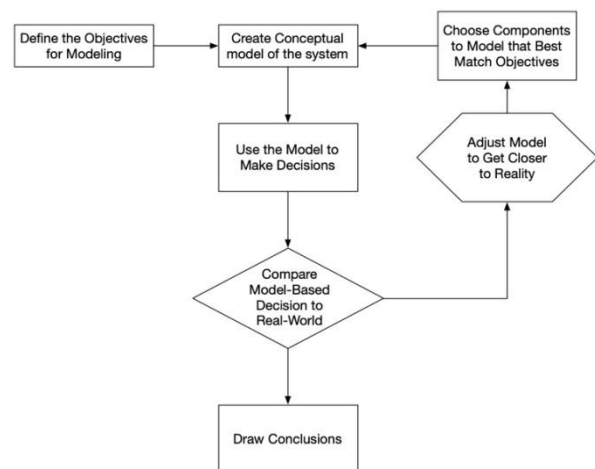 Define the Objectives
for Modeling
Create Conceptual
model of the system
Choose Components
to Model that Best
Match Objectives
Use the Model to
Make Decisions
Adjust Model
to Get Closer
to Reality
Compare
Model-Based
Decision to
Real-World
Draw Conclusions